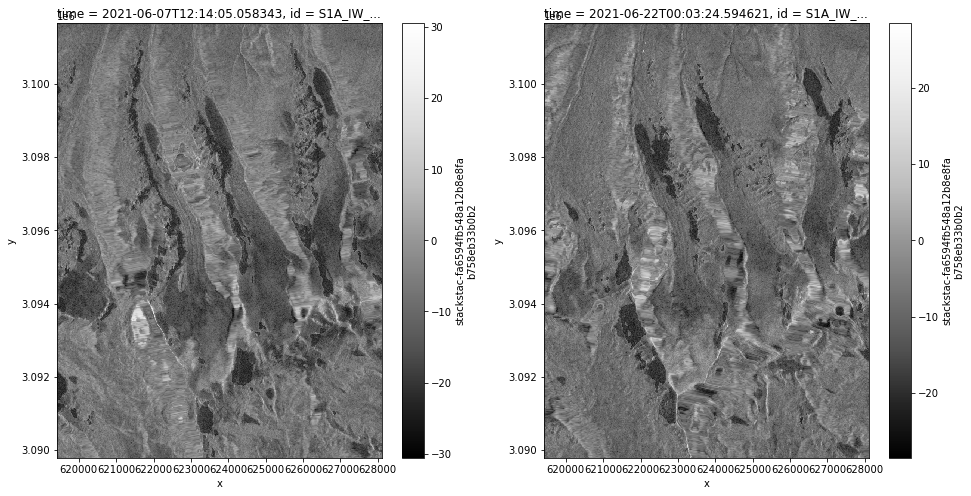 time = 2021-06-07T12:14:05.058343, id = S1A_IW_...
1e6
3.100
3.098
3.096
3.094
3.092
3.090
y
620000 621000 622000 623000 624000 625000 626000 627000 628000
x
30
20
10
0
−10
−20
−30
stackstac-fa6594fb548a12b8e8fa
b758eb33b0b2
time = 2021-06-22T00:03:24.594621, id = S1A_IW_...
1e6
3.100
3.098
3.096
3.094
3.092
3.090
y
620000 621000 622000 623000 624000 625000 626000 627000 628000
x
20
10
0
−10
−20
stackstac-fa6594fb548a12b8e8fa
b758eb33b0b2